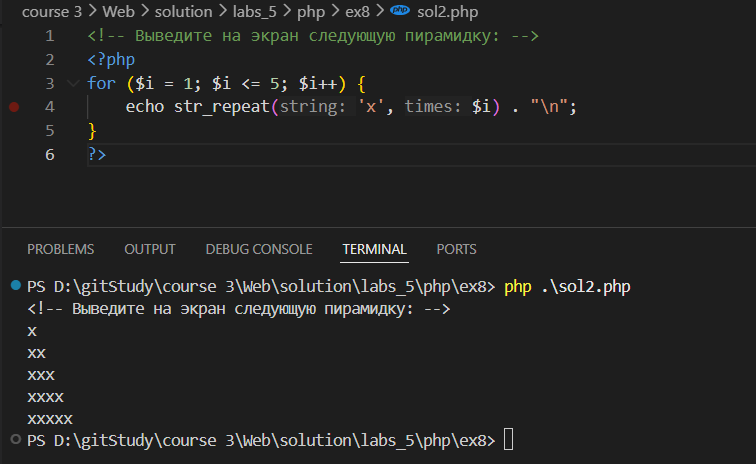 course 3 > Web > solution > labs_5 > php > ex8 > php sol2.php
1 <!-- Выведите на экран следующую пирамидку: -->
2 <?php
3 for ($i = 1; $i <= 5; $i++) {
4 echo str_repeat(string: 'x', times: $i) . "\n";
5 }
6 ?>
PROBLEMS OUTPUT DEBUG CONSOLE TERMINAL PORTS
PS D:\gitStudy\course 3\Web\solution\labs_5\php\ex8> php .\sol2.php
<!-- Выведите на экран следующую пирамидку: -->
x
xx
xxx
xxxx
xxxxx
PS D:\gitStudy\course 3\Web\solution\labs_5\php\ex8>